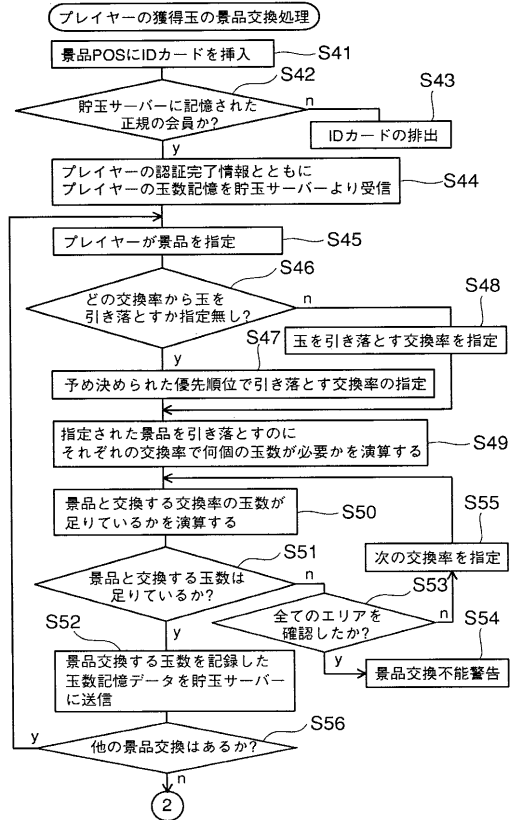 プレイヤーの獲得玉の景品交換処理
景品POSにIDカードを挿入
S41
S42
貯玉サーバーに記憶された
正規の会員か?
n
S43
IDカードの排出
y
プレイヤーの認証完了情報とともに
プレイヤーの玉数記憶を貯玉サーバーより受信
S44
プレイヤーが景品を指定
S45
S46
どの交換率から玉を
引き落とすか指定無し?
n
S48
玉を引き落とす交換率を指定
y
S47
予め決められた優先順位で引き落とす交換率の指定
指定された景品を引き落とすのに
それぞれの交換率で何個の玉数が必要かを演算する
S49
景品と交換する交換率の玉数が
足りているかを演算する
S50
S55
次の交換率を指定
S51
景品と交換する玉数は
足りているか?
n
S53
全てのエリアを
確認したか?
n
y
S54
景品交換不能警告
y
S52
景品交換する玉数を記録した
玉数記憶データを貯玉サーバー
に送信
S56
他の景品交換はあるか?
y
n
2